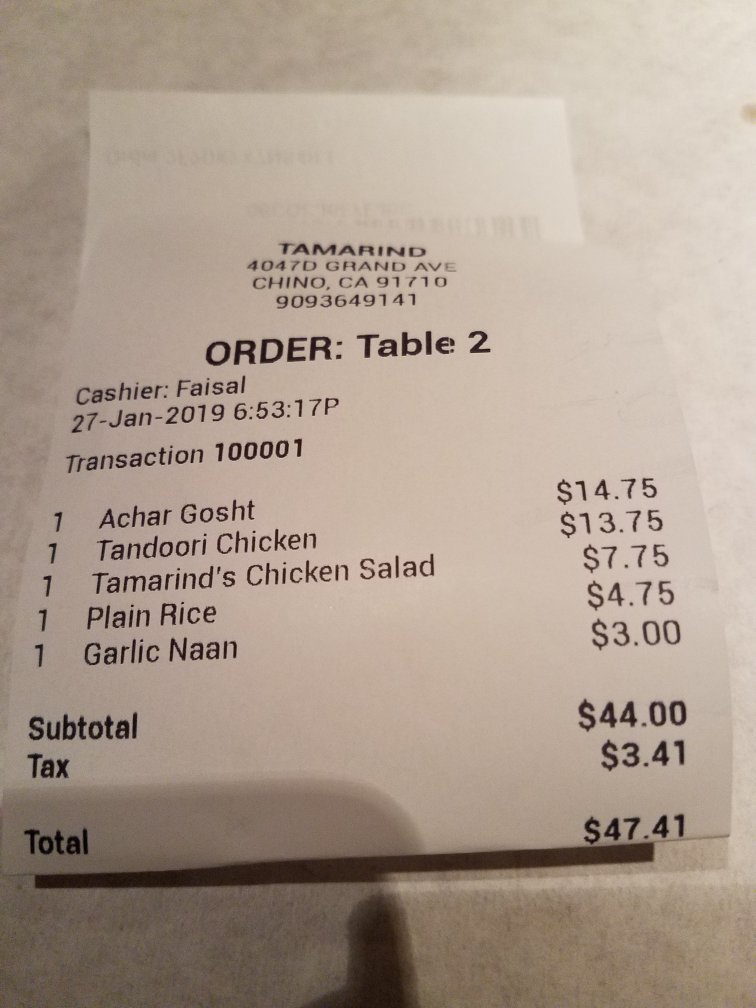 TAMARIND
4047D GRAND AVE
CHINO, CA 91710
9093649141
ORDER: Table 2
Cashier: Faisal
27-Jan-2019 6:53:17P
Transaction 100001
1 Achar Gosht $14.75
1 Tandoori Chicken $13.75
1 Tamarind's Chicken Salad $7.75
1 Plain Rice $4.75
1 Garlic Naan $3.00
Subtotal $44.00
Tax $3.41
Total $47.41